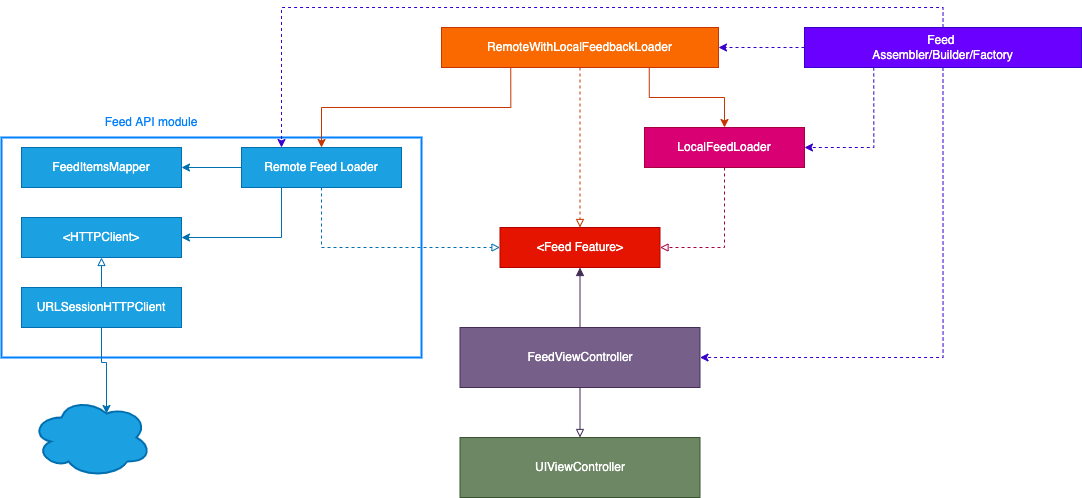 RemoteWithLocalFeedbackLoader
Feed
Assembler/Builder/Factory
Feed API module
LocalFeedLoader
FeedItemsMapper
Remote Feed Loader
<HTTPClient>
<Feed Feature>
URLSessionHTTPClient
FeedViewController
UIViewController